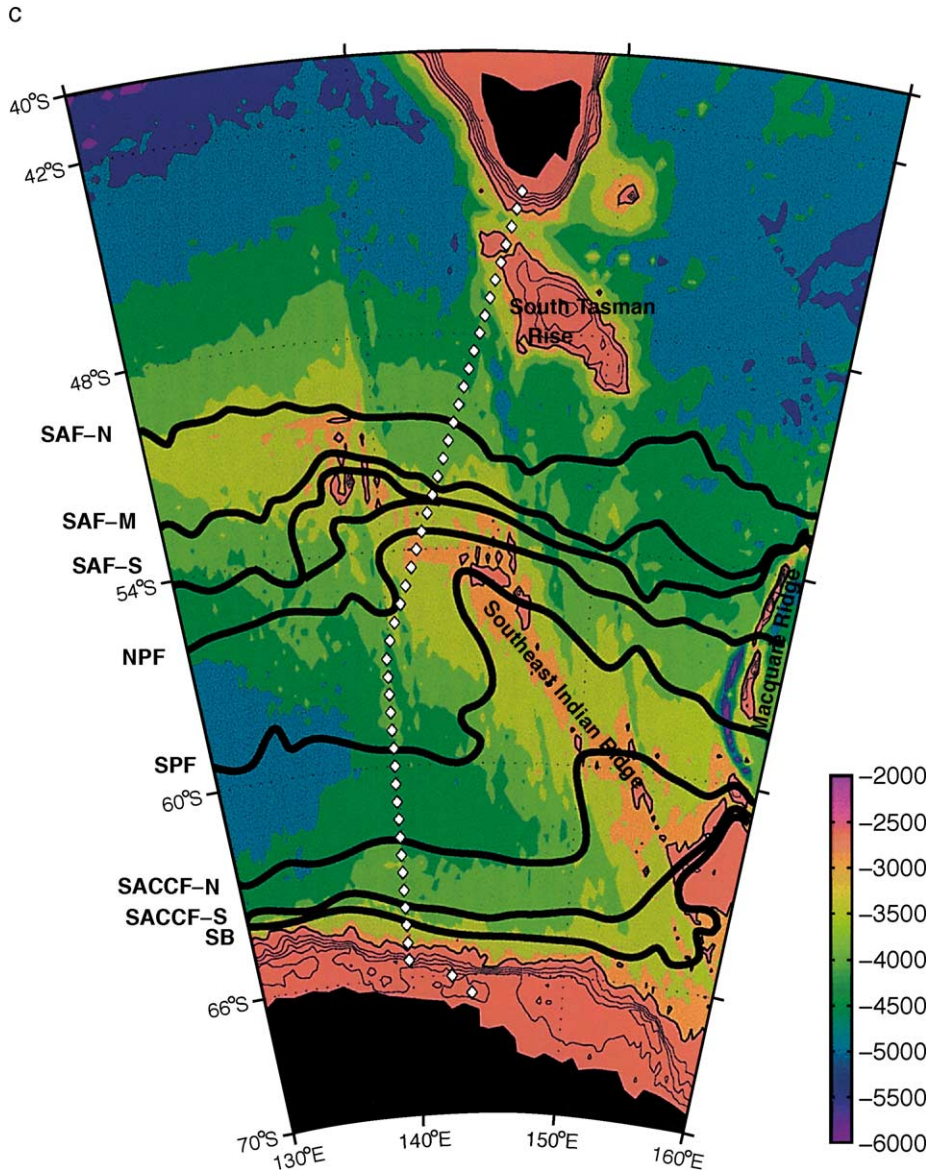 c
40°S
42°S
48°S
SAF–N
SAF–M
SAF–S
54°S
NPF
SPF
60°S
SACCF–N
SACCF–S
SB
66°S
70°S
130°E
140°E
150°E
160°E
South Tasman
Rise
Southeast Indian Ridge
Macquarie Ridge
–2000
–2500
–3000
–3500
–4000
–4500
–5000
–5500
–6000